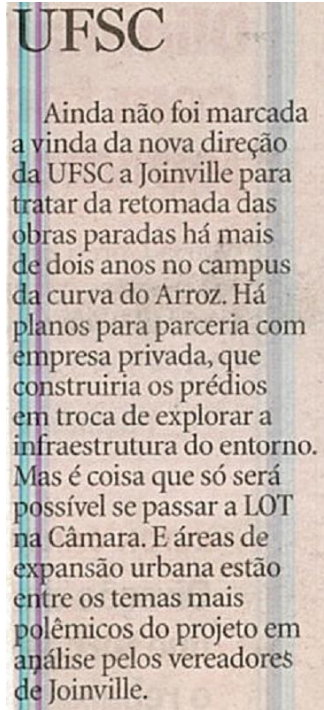 UFSC
Ainda não foi marcada
a vinda da nova direção
da UFSC a Joinville para
tratar da retomada das
obras paradas há mais
de dois anos no campus
da curva do Arroz. Há
planos para parceria com
empresa privada, que
construiria os prédios
em troca de explorar a
infraestrutura do entorno.
Mas é coisa que só será
possível se passar a LOT
na Câmara. E áreas de
expansão urbana estão
entre os temas mais
polêmicos do projeto em
análise pelos vereadores
de Joinville.